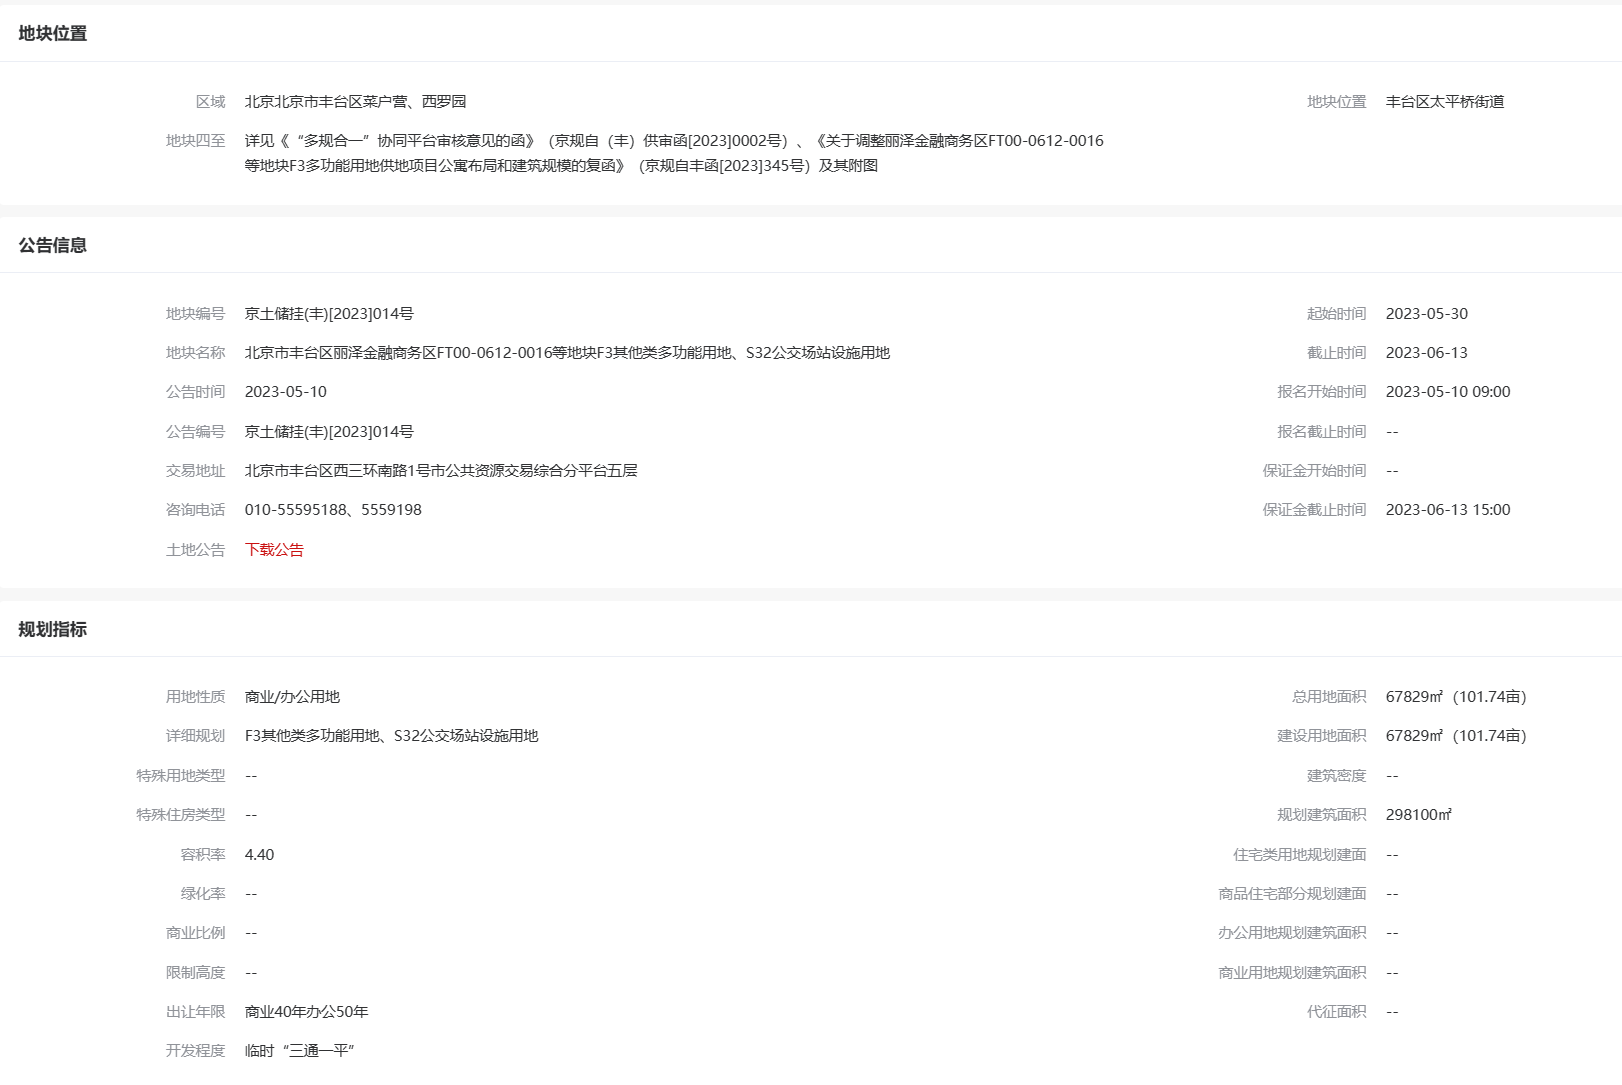 地块位置
区域 北京北京市丰台区菜户营、西罗园 地块位置 丰台区太平桥街道
地块四至 详见《“多规合一”协同平台审核意见的函》（京规自（丰）供审函[2023]0002号）、《关于调整丽泽金融商务区FT00-0612-0016
等地块F3多功能用地供地项目公寓布局和建筑规模的复函》（京规自丰函[2023]345号）及其附图
公告信息
地块编号 京土储挂(丰)[2023]014号 起始时间 2023-05-30
地块名称 北京市丰台区丽泽金融商务区FT00-0612-0016等地块F3其他类多功能用地、S32公交场站设施用地 截止时间 2023-06-13
公告时间 2023-05-10 报名开始时间 2023-05-10 09:00
公告编号 京土储挂(丰)[2023]014号 报名截止时间 --
交易地址 北京市丰台区西三环南路1号市公共资源交易综合分平台五层 保证金开始时间 --
咨询电话 010-55595188、5559198 保证金截止时间 2023-06-13 15:00
土地公告 下载公告
规划指标
用地性质 商业/办公用地 总用地面积 67829㎡（101.74亩）
详细规划 F3其他类多功能用地、S32公交场站设施用地 建设用地面积 67829㎡（101.74亩）
特殊用地类型 -- 建筑密度 --
特殊住房类型 -- 规划建筑面积 298100㎡
容积率 4.40 住宅类用地规划建面 --
绿化率 -- 商品住宅部分规划建面 --
商业比例 -- 办公用地规划建筑面积 --
限制高度 -- 商业用地规划建筑面积 --
出让年限 商业40年办公50年 代征面积 --
开发程度 临时“三通一平”